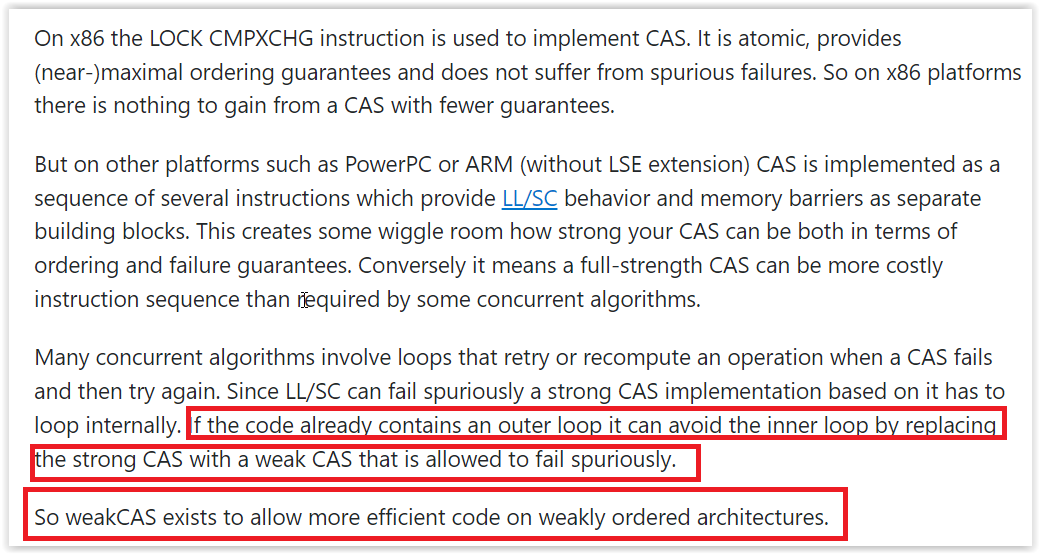 On x86 the LOCK CMPXCHG instruction is used to implement CAS. It is atomic, provides
(near-)maximal ordering guarantees and does not suffer from spurious failures. So on x86 platforms
there is nothing to gain from a CAS with fewer guarantees.
But on other platforms such as PowerPC or ARM (without LSE extension) CAS is implemented as a
sequence of several instructions which provide LL/SC behavior and memory barriers as separate
building blocks. This creates some wiggle room how strong your CAS can be both in terms of
ordering and failure guarantees. Conversely it means a full-strength CAS can be more costly
instruction sequence than required by some concurrent algorithms.
Many concurrent algorithms involve loops that retry or recompute an operation when a CAS fails
and then try again. Since LL/SC can fail spuriously a strong CAS implementation based on it has to
loop internally. If the code already contains an outer loop it can avoid the inner loop by replacing
the strong CAS with a weak CAS that is allowed to fail spuriously.
So weakCAS exists to allow more efficient code on weakly ordered architectures.